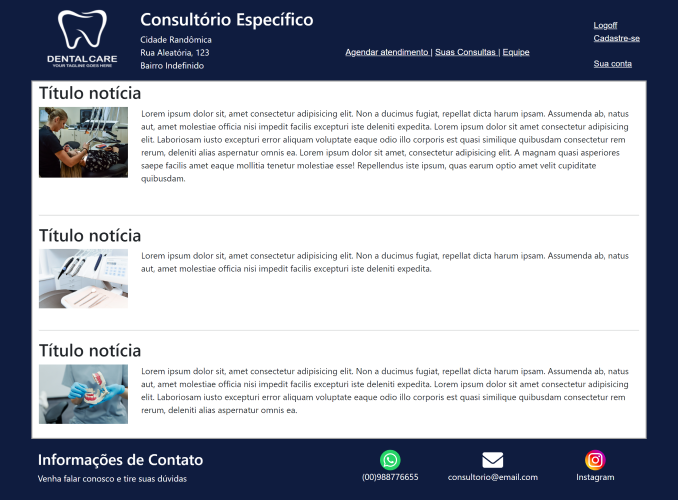 DENTALCARE
YOUR TAGLINE GOES HERE
Consultório Específico
Cidade Randômica
Rua Aleatória, 123
Bairro Indefinido
Agendar atendimento | Suas Consultas | Equipe
Logoff
Cadastre-se
Sua conta
Título notícia
Lorem ipsum dolor sit, amet consectetur adipisicing elit. Non a ducimus fugiat, repellat dicta harum ipsam. Assumenda ab, natus
aut, amet molestiae officia nisi impedit facilis excepturi iste deleniti expedita. Lorem ipsum dolor sit amet consectetur adipisicing
elit. Laboriosam iusto excepturi error aliquam voluptate eaque odio illo corporis est quasi similique quibusdam consectetur rem
rerum, deleniti alias aspernatur omnis ea. Lorem ipsum dolor sit amet, consectetur adipisicing elit. A magnam quasi asperiores
saepe facilis amet eaque mollitia tenetur molestiae esse! Repellendus iste ipsum, quas earum optio amet velit cupiditate
quibusdam.
Título notícia
Lorem ipsum dolor sit, amet consectetur adipisicing elit. Non a ducimus fugiat, repellat dicta harum ipsam. Assumenda ab, natus
aut, amet molestiae officia nisi impedit facilis excepturi iste deleniti expedita.
Título notícia
Lorem ipsum dolor sit, amet consectetur adipisicing elit. Non a ducimus fugiat, repellat dicta harum ipsam. Assumenda ab, natus
aut, amet molestiae officia nisi impedit facilis excepturi iste deleniti expedita. Lorem ipsum dolor sit amet consectetur adipisicing
elit. Laboriosam iusto excepturi error aliquam voluptate eaque odio illo corporis est quasi similique quibusdam consectetur rem
rerum, deleniti alias aspernatur omnis ea.
Informações de Contato
Venha falar conosco e tire suas dúvidas
(00)988776655
consultorio@email.com
Instagram